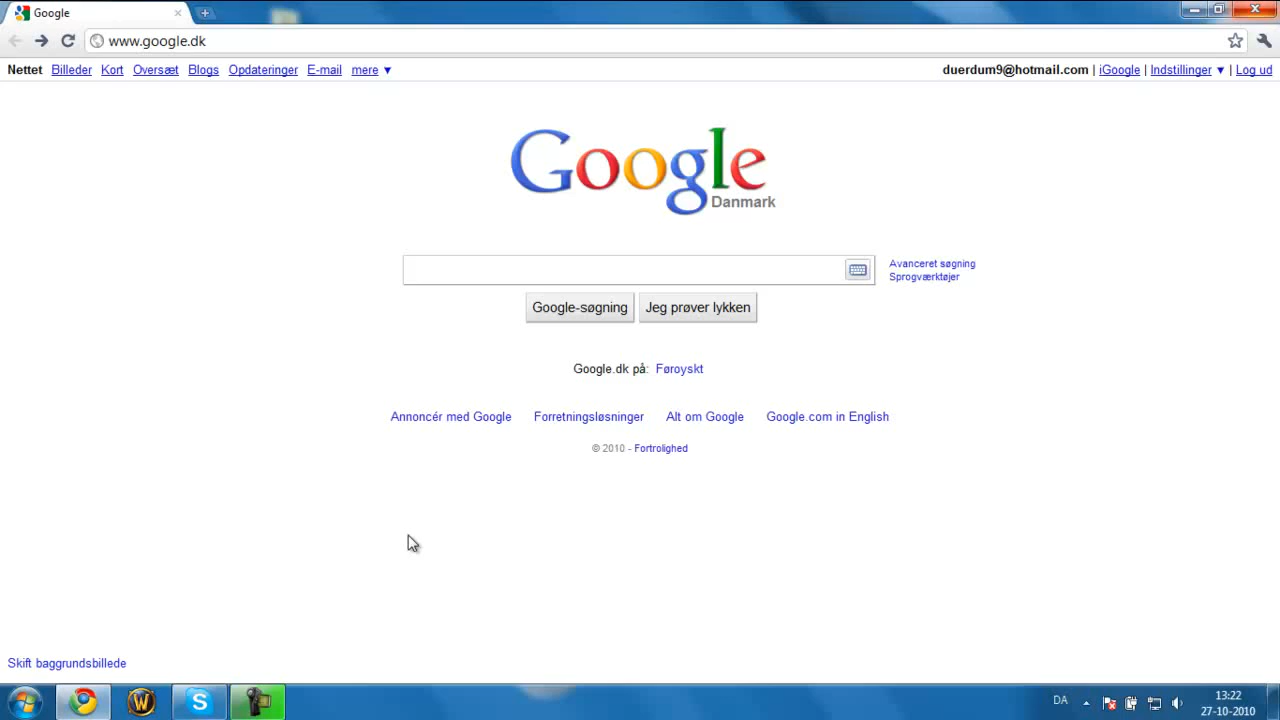 Google
www.google.dk
Nettet Billeder Kort Oversæt Blogs Opdateringer E-mail mere ▼
duerdum9@hotmail.com | iGoogle | Indstillinger ▼ | Log ud
Google
Danmark
Avanceret søgning
Sprogværktøjer
Google-søgning Jeg prøver lykken
Google.dk på: Føroyskt
Annoncér med Google Forretningsløsninger Alt om Google Google.com in English
© 2010 - Fortrolighed
Skift baggrundsbillede
DA
13:22
27-10-2010